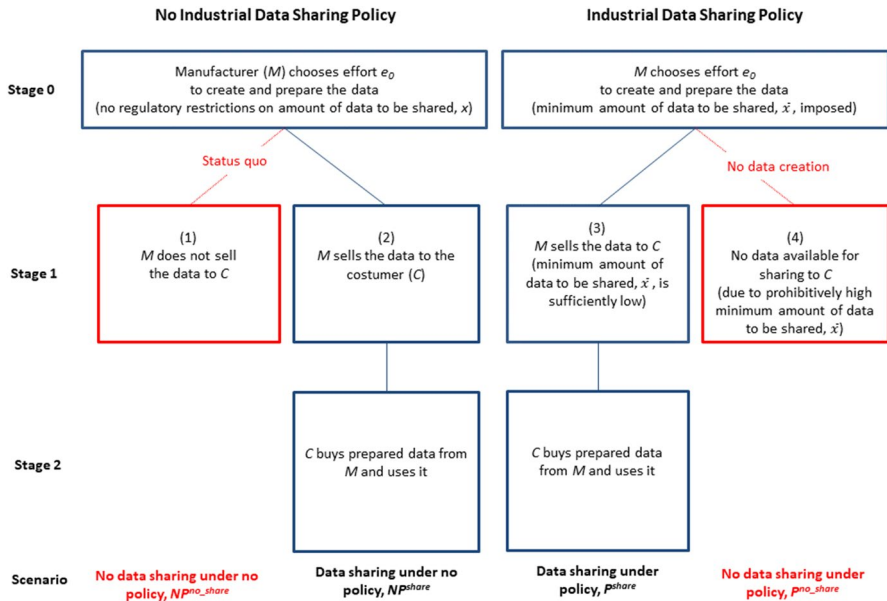 No Industrial Data Sharing Policy
Industrial Data Sharing Policy
Stage 0
Manufacturer (M) chooses effort e₀
to create and prepare the data
(no regulatory restrictions on amount of data to be shared, x)
M chooses effort e₀
to create and prepare the data
(minimum amount of data to be shared, x̄ , imposed)
Status quo
No data creation
Stage 1
(1)
M does not sell
the data to C
(2)
M sells the data to the
costumer (C)
(3)
M sells the data to C
(minimum amount of
data to be shared, x̄ , is
sufficiently low)
(4)
No data available for
sharing to C
(due to prohibitively high
minimum amount of data
to be shared, x̄)
Stage 2
C buys prepared data from
M and uses it
C buys prepared data
from M and uses it
Scenario
No data sharing under no
policy, NP^no_share
Data sharing under no
policy, NP^share
Data sharing under
policy, P^share
No data sharing under
policy, P^no_share